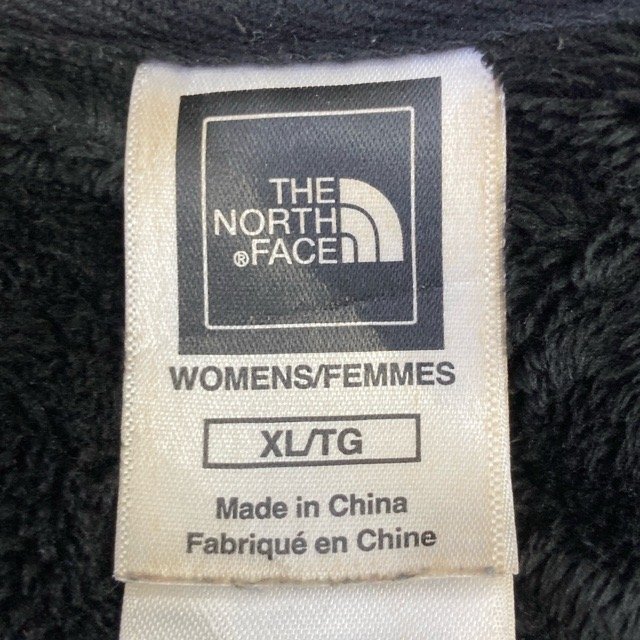 THE
NORTH
®FACE
WOMENS/FEMMES
XL/TG
Made in China
Fabriqué en Chine